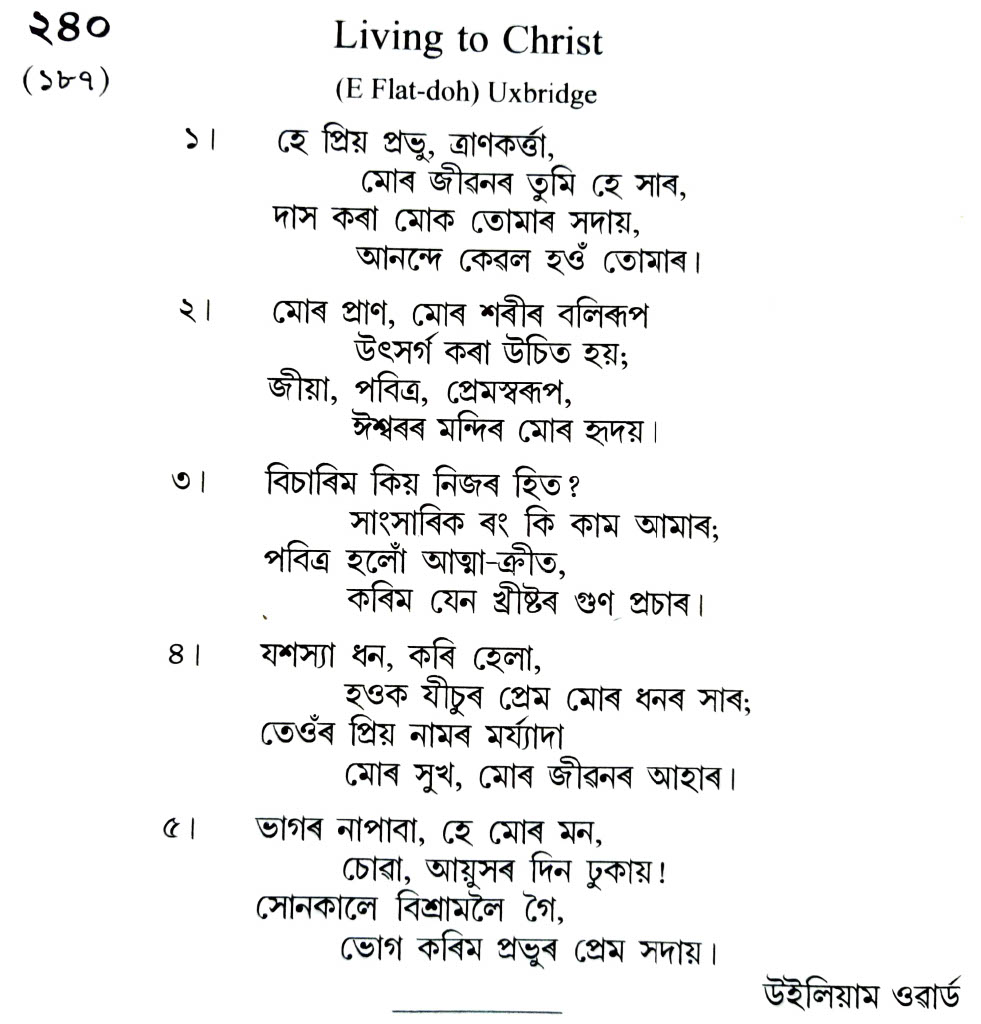 ২৪০
Living to Christ
(১৮৭)
(E Flat-doh) Uxbridge
১। হে প্ৰিয় প্ৰভু, ত্ৰাণকৰ্ত্তা,
মোৰ জীৱনৰ তুমি হে সাৰ,
দাস কৰা মোক তোমাৰ সদায়,
আনন্দে কেৱল হওঁ তোমাৰ।
২। মোৰ প্ৰাণ, মোৰ শৰীৰ বলিৰূপ
উৎসৰ্গ কৰা উচিত হয়;
জীয়া, পবিত্ৰ, প্ৰেমস্বৰূপ,
ঈশ্বৰৰ মন্দিৰ মোৰ হৃদয়।
৩। বিচাৰিম কিয় নিজৰ হিত?
সাংসাৰিক ৰং কি কাম আমাৰ;
পবিত্ৰ হলোঁ আত্মা-ক্ৰীত,
কৰিম যেন খ্ৰীষ্টৰ গুণ প্ৰচাৰ।
৪। যশস্যা ধন, কৰি হেলা,
হওক যীচুৰ প্ৰেম মোৰ ধনৰ সাৰ;
তেওঁৰ প্ৰিয় নামৰ মৰ্য্যাদা
মোৰ সুখ, মোৰ জীৱনৰ আহাৰ।
৫। ভাগৰ নাপাবা, হে মোৰ মন,
চোৱা, আয়ুসৰ দিন ঢুকায়!
সোনকালে বিশ্ৰামলৈ গৈ,
ভোগ কৰিম প্ৰভুৰ প্ৰেম সদায়।
উইলিয়াম ওৱাৰ্ড